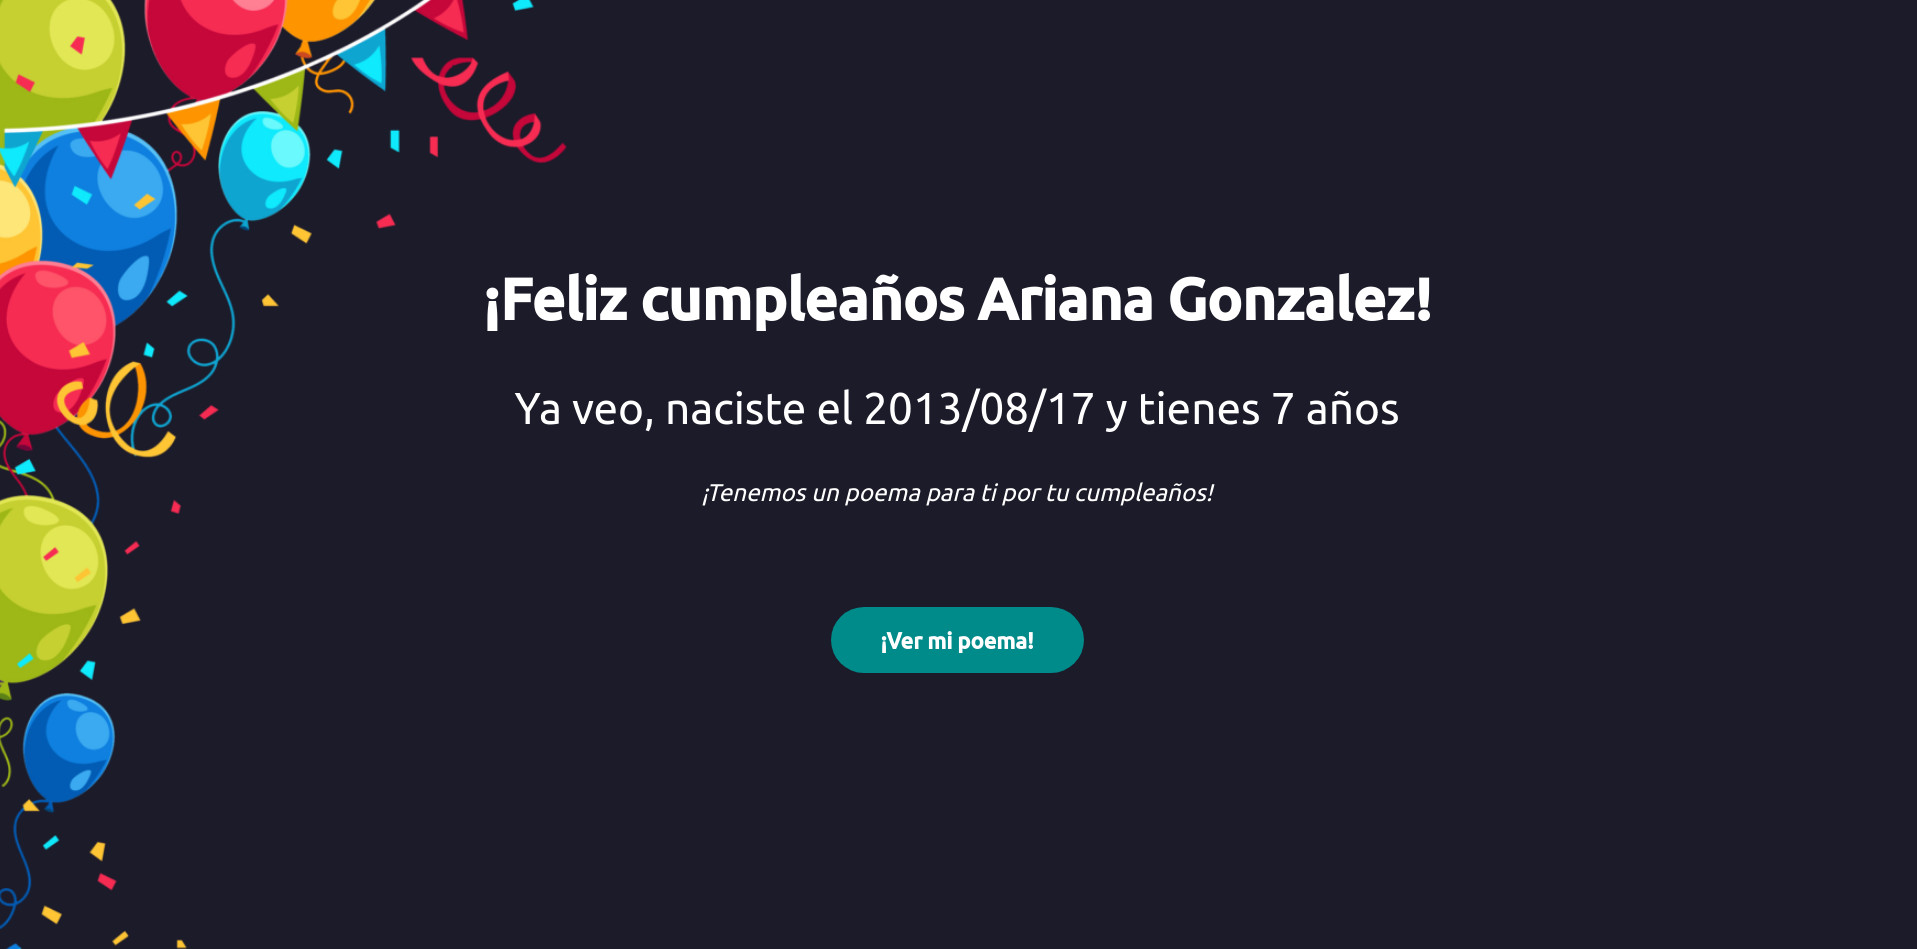 ¡Feliz cumpleaños Ariana Gonzalez!
Ya veo, naciste el 2013/08/17 y tienes 7 años
¡Tenemos un poema para ti por tu cumpleaños!
¡Ver mi poema!